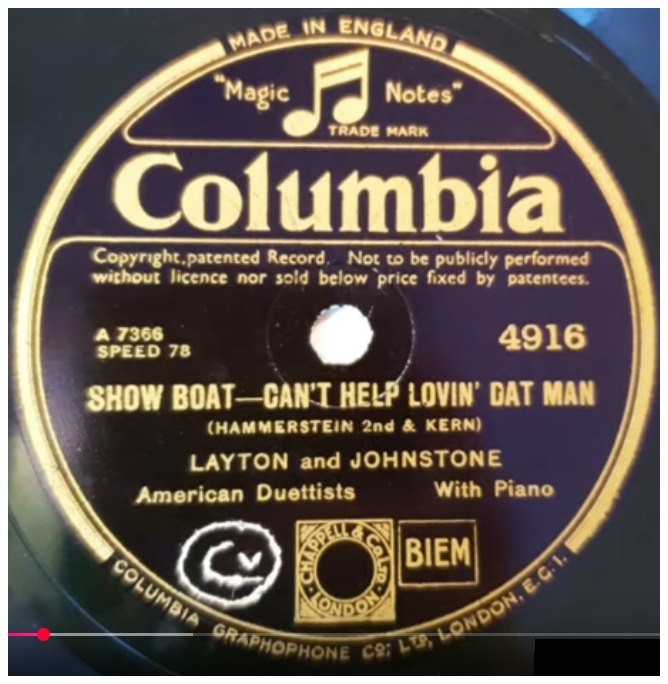 MADE IN ENGLAND
"Magic Notes"
TRADE MARK
Columbia
Copyright, patented Record. Not to be publicly performed
without licence nor sold below price fixed by patentees.
A 7366
SPEED 78
4916
SHOW BOAT—CAN'T HELP LOVIN' DAT MAN
(HAMMERSTEIN 2nd & KERN)
LAYTON and JOHNSTONE
American Duettists With Piano
CHAPPELL & Co LTD
LONDON
BIEM
COLUMBIA GRAPHOPHONE CO; LTD, LONDON. E.C.1.